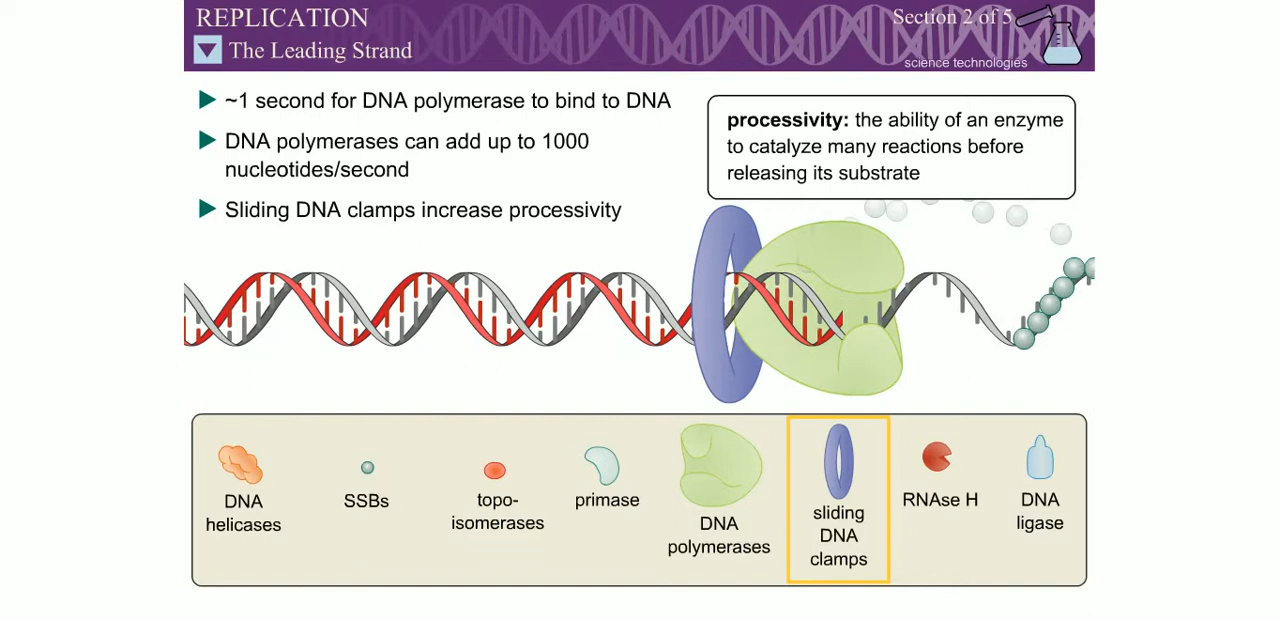 REPLICATION
Section 2 of 5
The Leading Strand
science technologies
~1 second for DNA polymerase to bind to DNA
DNA polymerases can add up to 1000
nucleotides/second
Sliding DNA clamps increase processivity
processivity: the ability of an enzyme
to catalyze many reactions before
releasing its substrate
DNA
helicases
SSBs
topo-
isomerases
primase
DNA
polymerases
sliding
DNA
clamps
RNAse H
DNA
ligase